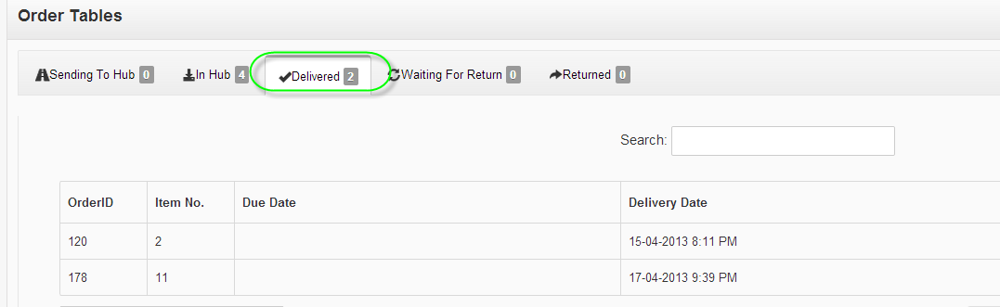 Order Tables
Sending To Hub 0 In Hub 4 Delivered 2 Waiting For Return 0 Returned 0
Search:
OrderID Item No. Due Date Delivery Date
120 2 15-04-2013 8:11 PM
178 11 17-04-2013 9:39 PM